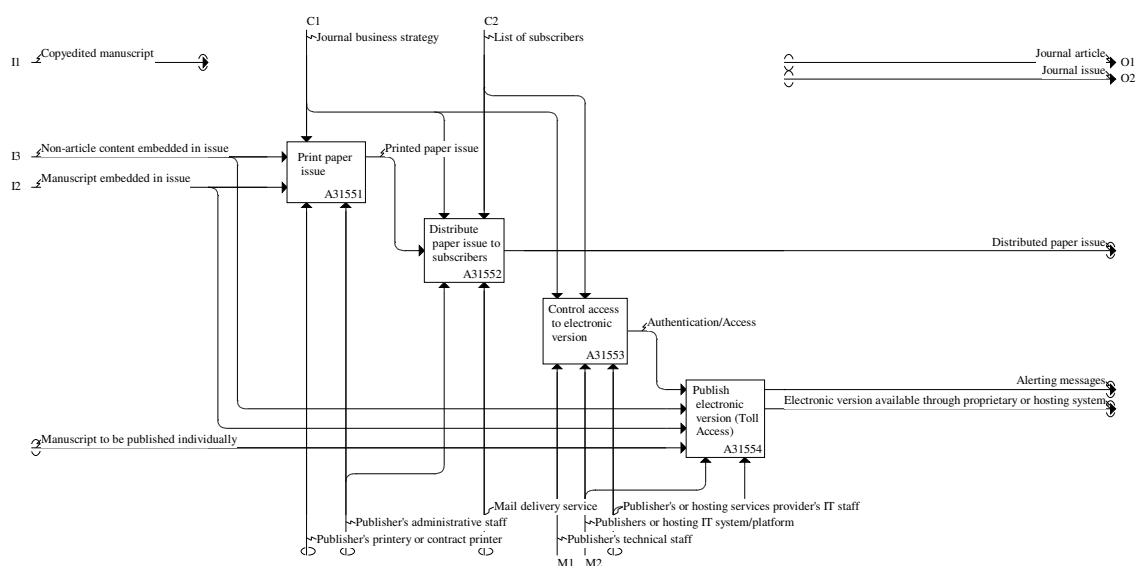 C1
C2
Journal business strategy
List of subscribers
I1
Copyedited manuscript
Journal article
O1
Journal issue
O2
I3
Non-article content embedded in issue
Print paper
issue
A31551
Printed paper issue
I2
Manuscript embedded in issue
Distribute
paper issue to
subscribers
A31552
Distributed paper issue
Control access
to electronic
version
A31553
Authentication/Access
Publish
electronic
version (Toll
Access)
A31554
Alerting messages
Electronic version available through proprietary or hosting system
Manuscript to be published individually
Mail delivery service
Publisher's or hosting services provider's IT staff
Publisher's administrative staff
Publishers or hosting IT system/platform
Publisher's printery or contract printer
Publisher's technical staff
M1
M2